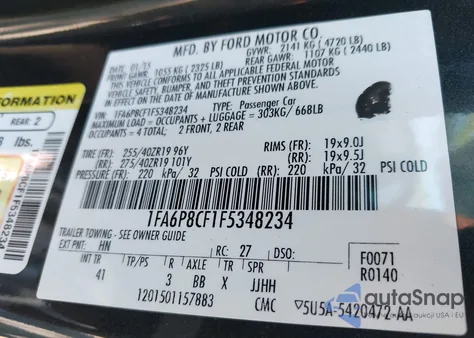 MFD. BY FORD MOTOR CO.
DATE: 01/15 GVWR: 2141 KG ( 4720 LB)
FRONT GAWR: 1055 KG ( 2325 LB) REAR GAWR: 1107 KG ( 2440 LB)
THIS VEHICLE CONFORMS TO ALL APPLICABLE FEDERAL MOTOR
VEHICLE SAFETY, BUMPER, AND THEFT PREVENTION STANDARDS
IN EFFECT ON THE DATE OF MANUFACTURE SHOWN ABOVE.
VIN: 1FA6P8CF1F5348234 TYPE: Passenger Car
MAXIMUM LOAD = OCCUPANTS + LUGGAGE = 303KG/ 668LB
OCCUPANTS = 4 TOTAL: 2 FRONT, 2 REAR
TIRE (FR): 255/40ZR19 96Y RIMS (FR): 19x9.0J
(RR): 275/40ZR19 101Y (RR): 19x9.5J
PRESSURE (FR): 220 kPa/ 32 PSI COLD (RR): 220 kPa/ 32 PSI COLD
1FA6P8CF1F5348234
TRAILER TOWING - SEE OWNER GUIDE
EXT PNT: HN RC: 27 DSO: F0071
R0140
INT TR TP/PS R AXLE TR SPR
41 3 BB X JJHH
1201501157883 CMC 5U5A-5420472-AA
FORMATION
REAR: 2
lbs.
autoSnap